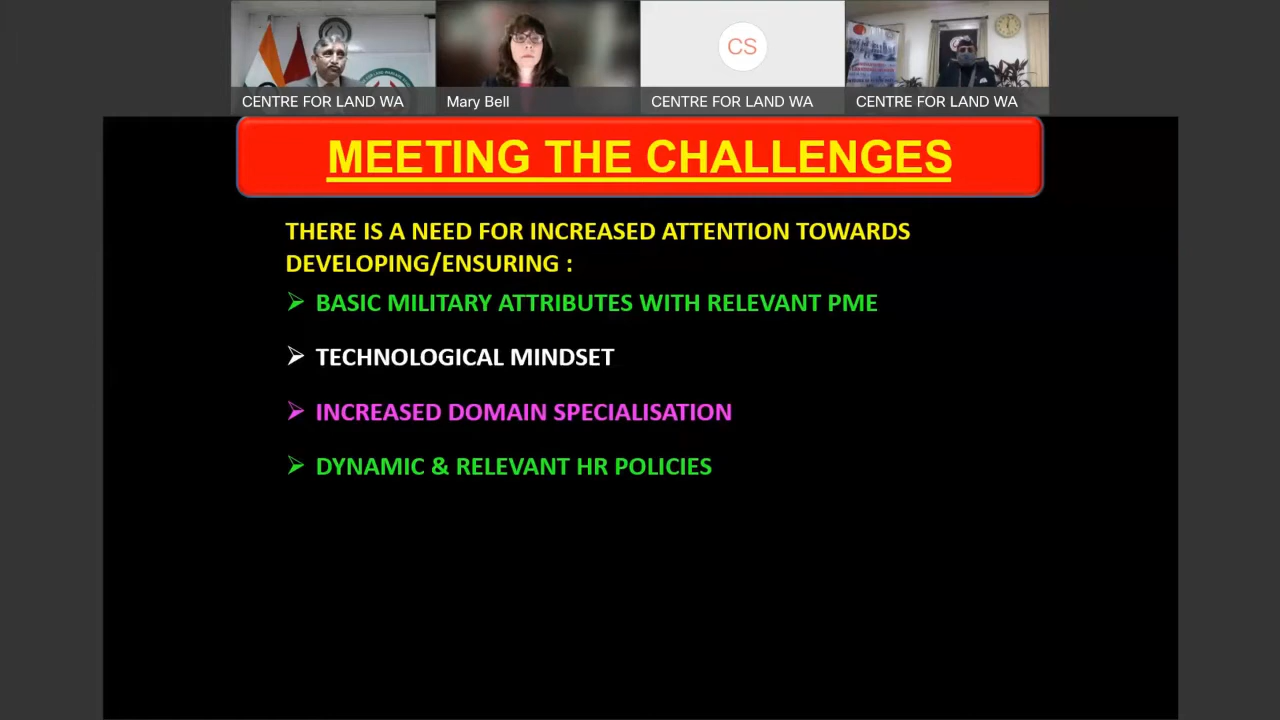 CENTRE FOR LAND WA
Mary Bell
CS
CENTRE FOR LAND WA
CENTRE FOR LAND WA
MEETING THE CHALLENGES
THERE IS A NEED FOR INCREASED ATTENTION TOWARDS
DEVELOPING/ENSURING :
➢ BASIC MILITARY ATTRIBUTES WITH RELEVANT PME
➢ TECHNOLOGICAL MINDSET
➢ INCREASED DOMAIN SPECIALISATION
➢ DYNAMIC & RELEVANT HR POLICIES